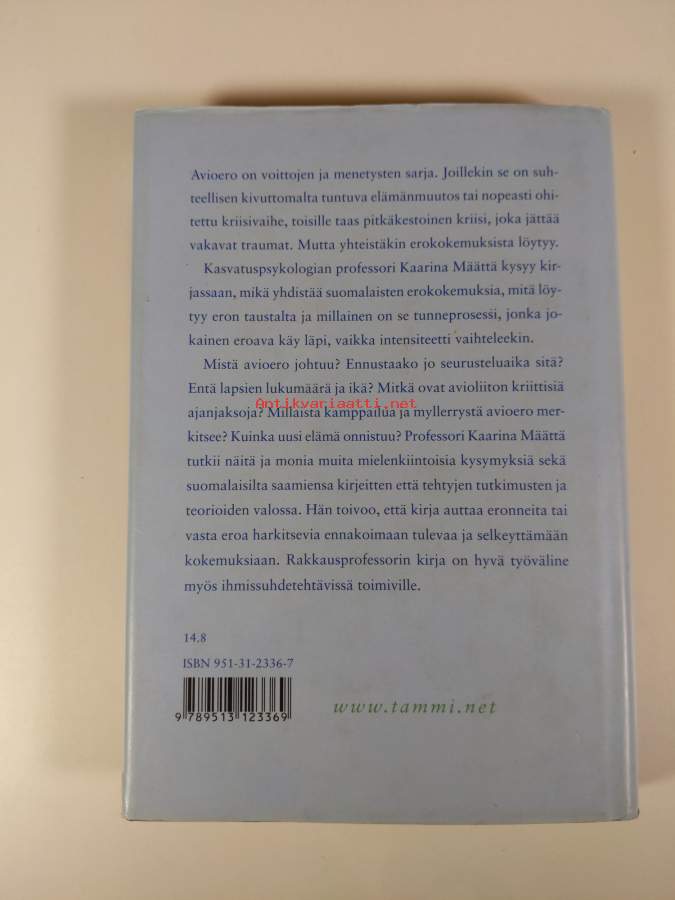 Avioero on voittojen ja menetysten sarja. Joillekin se on suh-
teellisen kivuttomalta tuntuva elämänmuutos tai nopeasti ohi-
tettu kriisivaihe, toisille taas pitkäkestoinen kriisi, joka jättää
vakavat traumat. Mutta yhteistäkin erokokemuksista löytyy.
Kasvatuspsykologian professori Kaarina Määttä kysyy kir-
jassaan, mikä yhdistää suomalaisten erokokemuksia, mitä löy-
tyy eron taustalta ja millainen on se tunneprosessi, jonka jo-
kainen eroava käy läpi, vaikka intensiteetti vaihteleekin.
Mistä avioero johtuu? Ennustaako jo seurusteluaika sitä?
Entä lapsien lukumäärä ja ikä? Mitkä ovat avioliiton kriittisiä
Antikvariaatti.net
ajanjaksoja? Millaista kamppailua ja myllerrystä avioero mer-
kitsee? Kuinka uusi elämä onnistuu? Professori Kaarina Määttä
tutkii näitä ja monia muita mielenkiintoisia kysymyksiä sekä
suomalaisilta saamiensa kirjeitten että tehtyjen tutkimusten ja
teorioiden valossa. Hän toivoo, että kirja auttaa eronneita tai
vasta eroa harkitsevia ennakoimaan tulevaa ja selkeyttämään
kokemuksiaan. Rakkausprofessorin kirja on hyvä työväline
myös ihmissuhdetehtävissä toimiville.
14.8
ISBN 951-31-2336-7
9 789513 123369
www.tammi.net